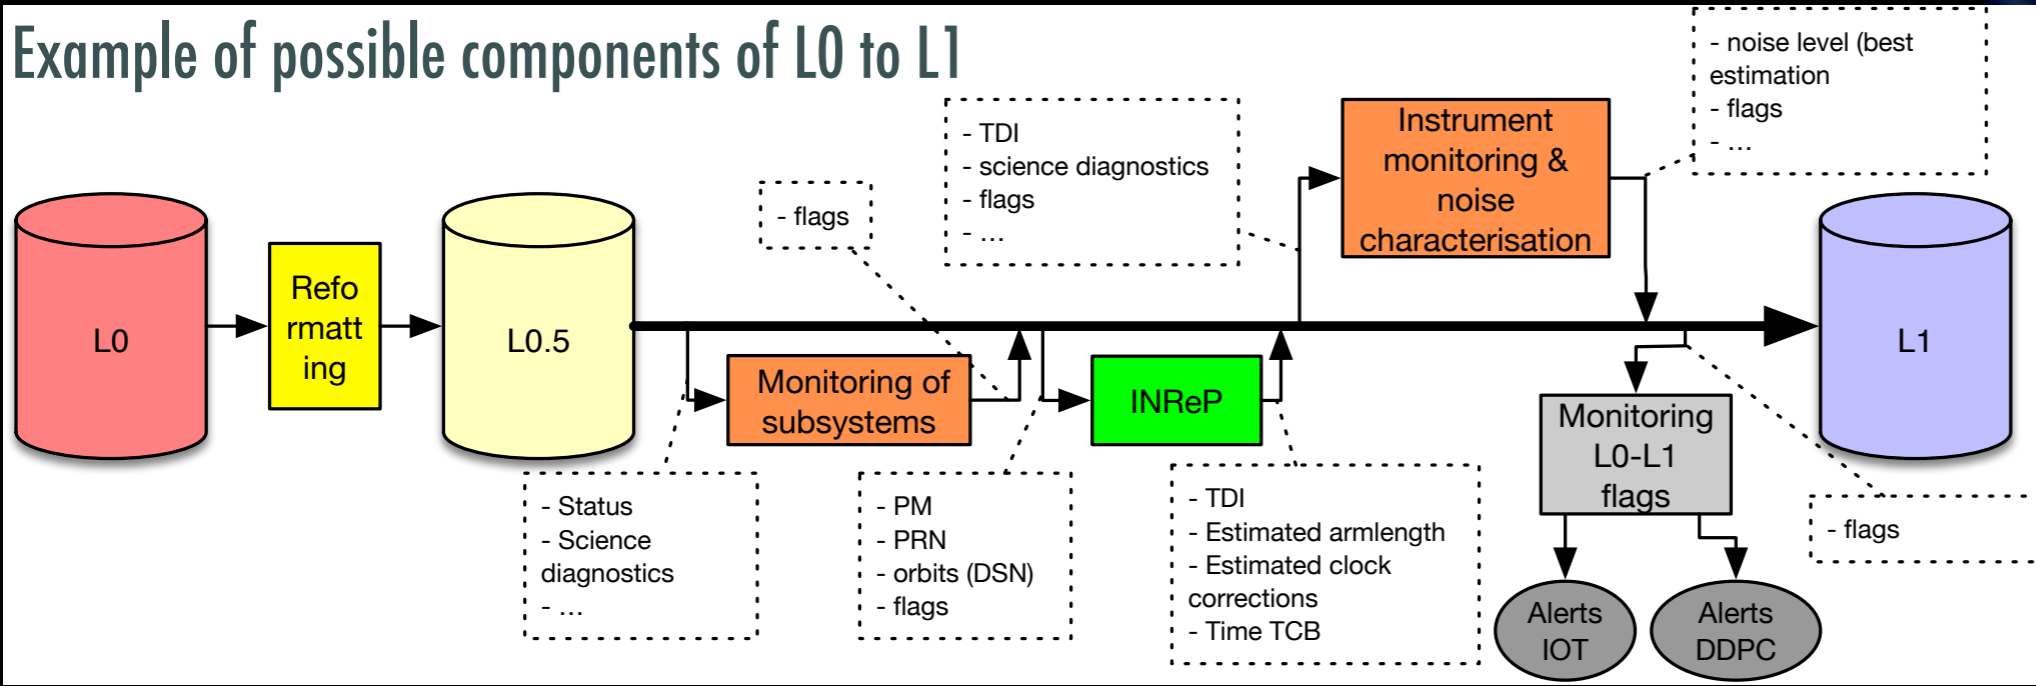 Example of possible components of L0 to L1
L0
Refo
rmatt
ing
L0.5
- flags
- TDI
- science diagnostics
- flags
- ...
Instrument
monitoring &
noise
characterisation
- noise level (best
estimation
- flags
- ...
L1
Monitoring of
subsystems
INReP
Monitoring
L0-L1
flags
- Status
- Science
diagnostics
- ...
- PM
- PRN
- orbits (DSN)
- flags
- TDI
- Estimated armlength
- Estimated clock
corrections
- Time TCB
- flags
Alerts
IOT
Alerts
DDPC